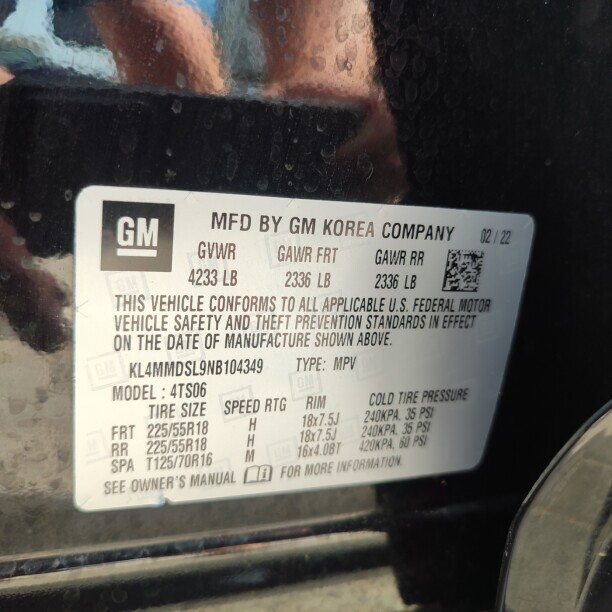 GM MFD BY GM KOREA COMPANY 02 / 22
GVWR GAWR FRT GAWR RR
4233 LB 2336 LB 2336 LB
THIS VEHICLE CONFORMS TO ALL APPLICABLE U.S. FEDERAL MOTOR
VEHICLE SAFETY AND THEFT PREVENTION STANDARDS IN EFFECT
ON THE DATE OF MANUFACTURE SHOWN ABOVE.
KL4MMDSL9NB104349 TYPE: MPV
MODEL : 4TS06
TIRE SIZE SPEED RTG RIM COLD TIRE PRESSURE
FRT 225/55R18 H 18x7.5J 240KPA, 35 PSI
RR 225/55R18 H 18x7.5J 240KPA, 35 PSI
SPA T125/70R16 M 16x4.0BT 420KPA, 60 PSI
SEE OWNER'S MANUAL FOR MORE INFORMATION.